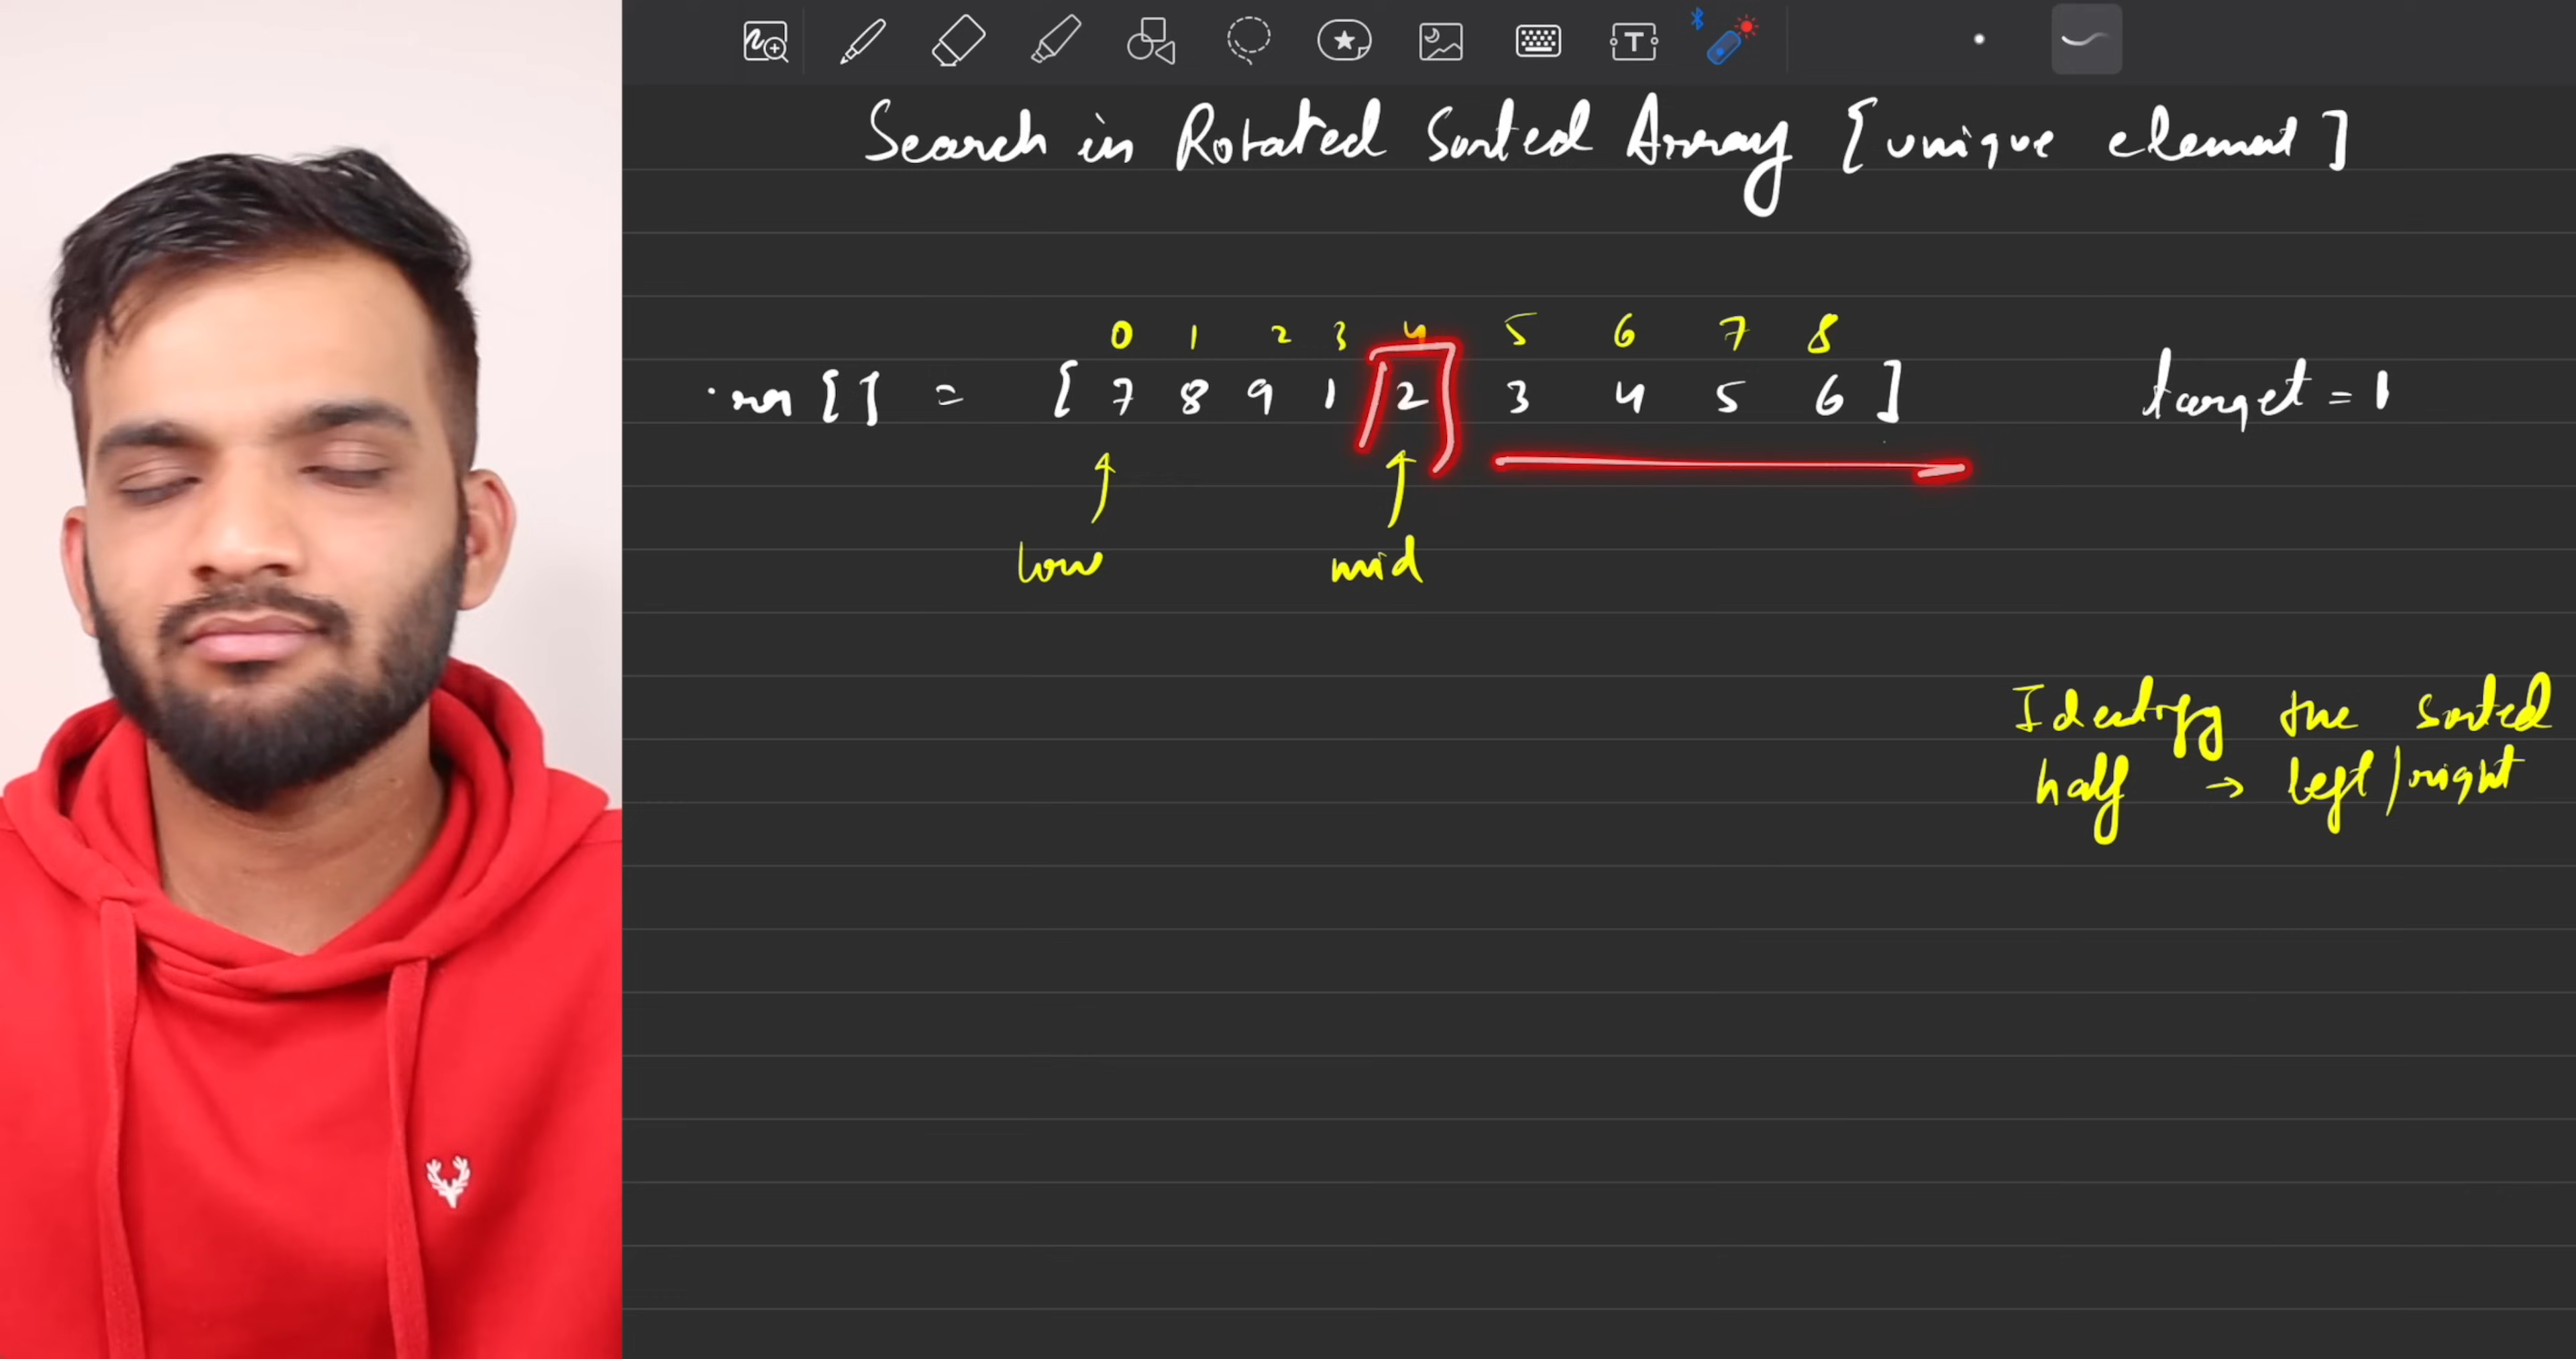 Search in Rotated Sorted Array [unique element]
0 1 2 3 4 5 6 7 8
[] = [ 7 8 9 1 2 3 4 5 6 ] target = 1
low mid
Identify the sorted
half → left/right